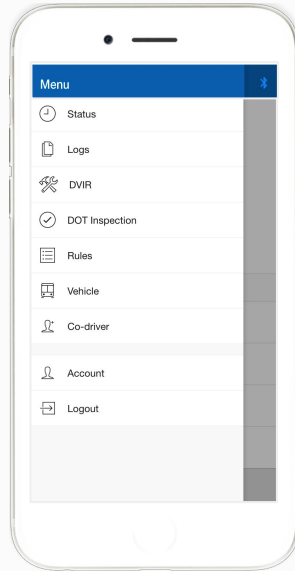 Menu
Status
Logs
DVIR
DOT Inspection
Rules
Vehicle
Co-driver
Account
Logout